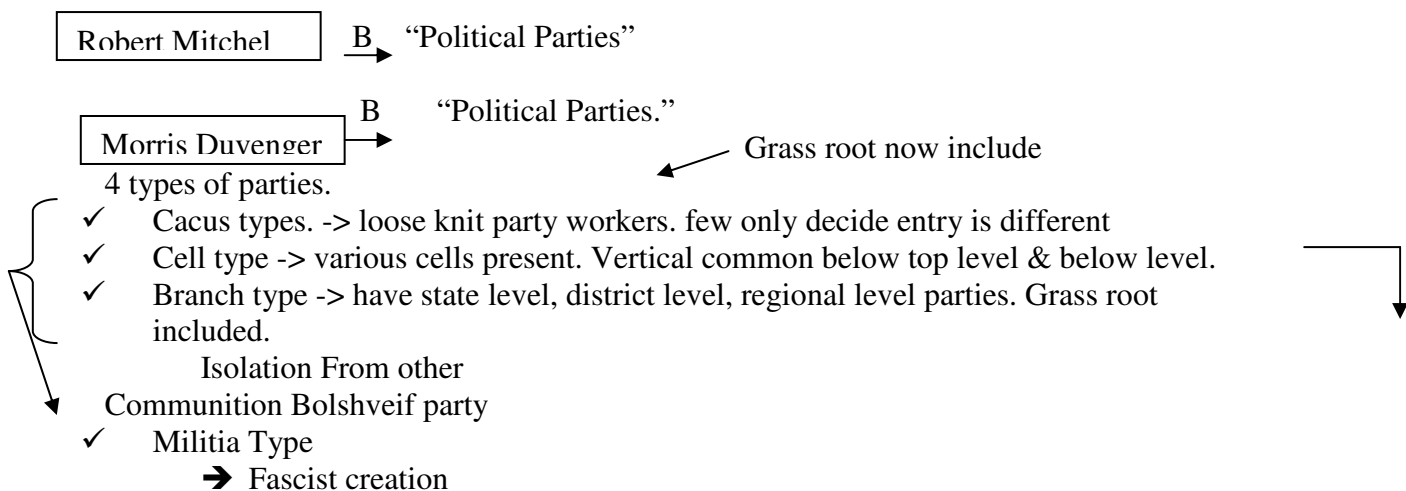 Robert Mitchel B “Political Parties”
B “Political Parties.”
Morris Duvenger
Grass root now include
4 types of parties.
✓ Cacus types. -> loose knit party workers. few only decide entry is different
✓ Cell type -> various cells present. Vertical common below top level & below level.
✓ Branch type -> have state level, district level, regional level parties. Grass root
included.
Isolation From other
Communition Bolshveif party
✓ Militia Type
➔ Fascist creation